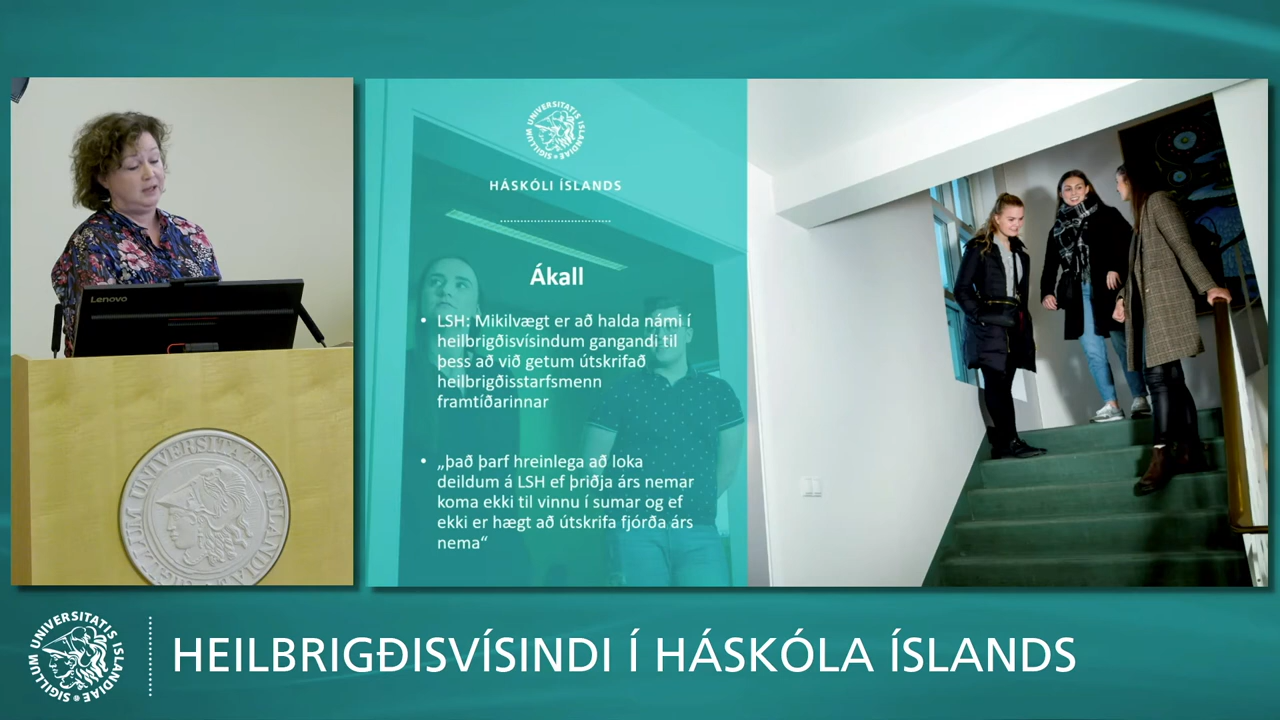 Lenovo
UNIVERSITATIS ISLANDIAE SIGILLUM
HÁSKÓLI ÍSLANDS
Ákall
• LSH: Mikilvægt er að halda námi í
heilbrigðisvísindum gangandi til
þess að við getum útskrifað
heilbrigðisstarfsmenn
framtíðarinnar
• „það þarf hreinlega að loka
deildum á LSH ef þriðja árs nemar
koma ekki til vinnu í sumar og ef
ekki er hægt að útskrifa fjórða árs
nema“
UNIVERSITATIS ISLANDIAE SIGILLUM
HEILBRIGÐISVÍSINDI Í HÁSKÓLA ÍSLANDS